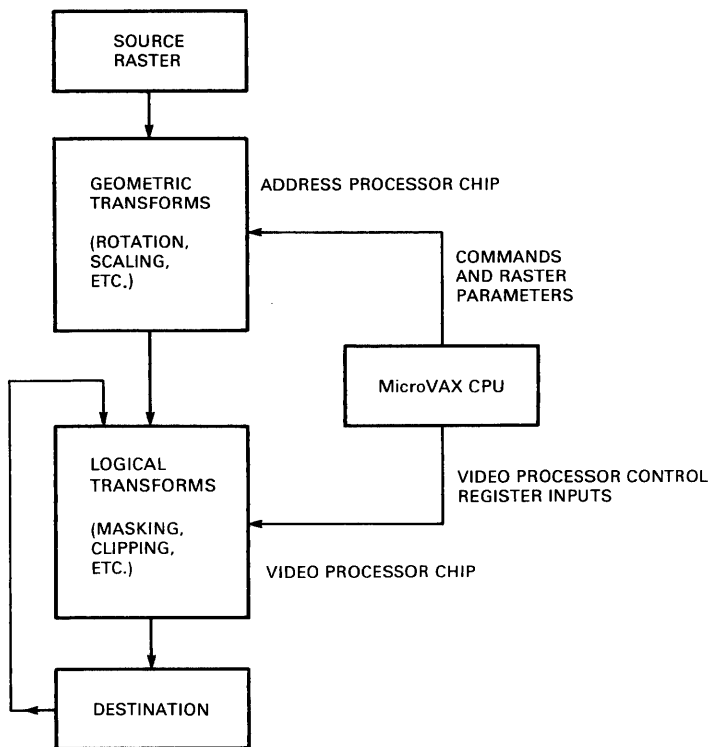 SOURCE
RASTER
GEOMETRIC
TRANSFORMS
(ROTATION,
SCALING,
ETC.)
ADDRESS PROCESSOR CHIP
COMMANDS
AND RASTER
PARAMETERS
MicroVAX CPU
LOGICAL
TRANSFORMS
(MASKING,
CLIPPING,
ETC.)
VIDEO PROCESSOR CONTROL
REGISTER INPUTS
VIDEO PROCESSOR CHIP
DESTINATION